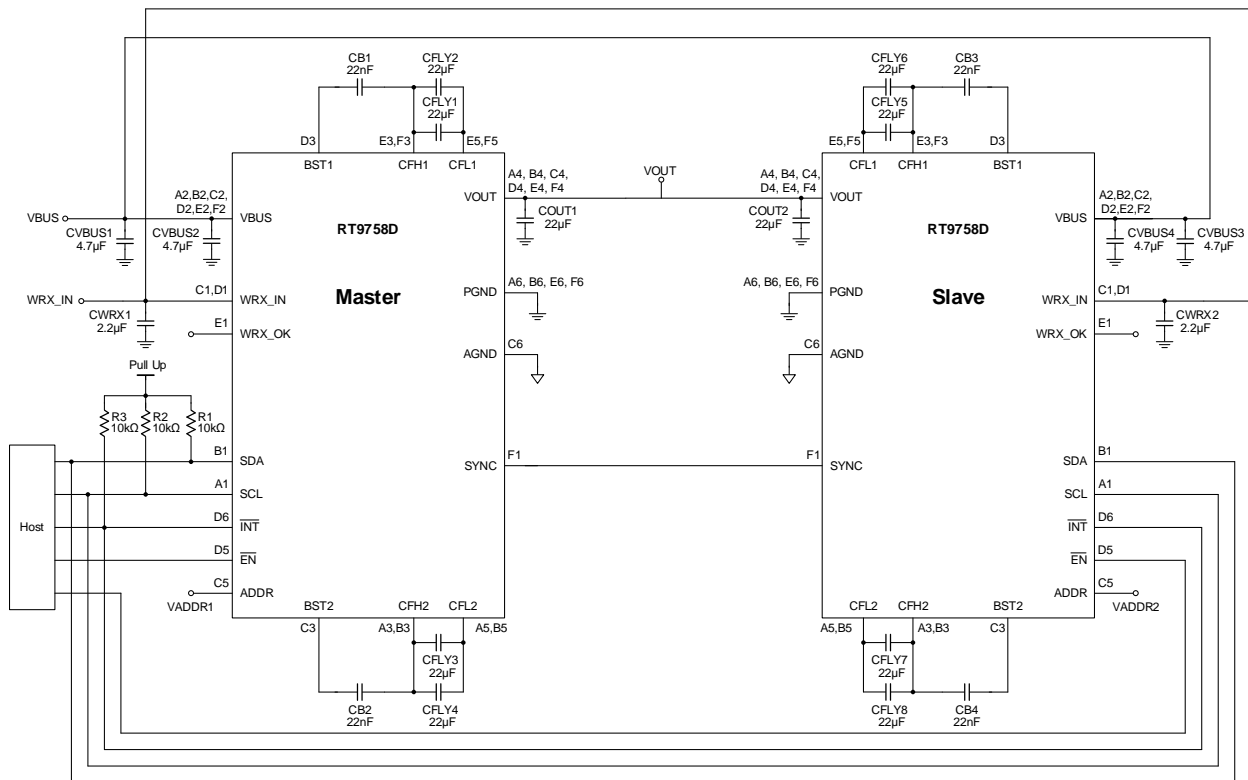 CB1
22nF
CFLY2
22µF
CFLY1
22µF
CFLY6
22µF
CFLY5
22µF
CB3
22nF
D3
E3,F3
E5,F5
E5,F5
E3,F3
D3
BST1
CFH1
CFL1
CFL1
CFH1
BST1
A2,B2,C2,
D2,E2,F2
VBUS
VBUS
CVBUS1
4.7µF
CVBUS2
4.7µF
VOUT
A4, B4, C4,
D4, E4, F4
COUT1
22µF
VOUT
A4, B4, C4,
D4, E4, F4
COUT2
22µF
VOUT
VBUS
A2,B2,C2,
D2,E2,F2
CVBUS4
4.7µF
CVBUS3
4.7µF
RT9758D
RT9758D
Master
Slave
WRX_IN
C1,D1
WRX_IN
CWRX1
2.2µF
E1
WRX_OK
PGND
A6, B6, E6, F6
A6, B6, E6, F6
PGND
WRX_IN
C1,D1
CWRX2
2.2µF
WRX_OK
E1
AGND
C6
C6
AGND
Pull Up
R3
10kΩ
R2
10kΩ
R1
10kΩ
Host
B1
SDA
A1
SCL
D6
INT
D5
EN
C5
ADDR
VADDR1
SYNC
F1
F1
SYNC
SDA
B1
SCL
A1
INT
D6
EN
D5
ADDR
C5
VADDR2
BST2
CFH2
CFL2
CFL2
CFH2
BST2
C3
A3,B3
A5,B5
A5,B5
A3,B3
C3
CFLY3
22µF
CB2
22nF
CFLY4
22µF
CFLY7
22µF
CFLY8
22µF
CB4
22nF